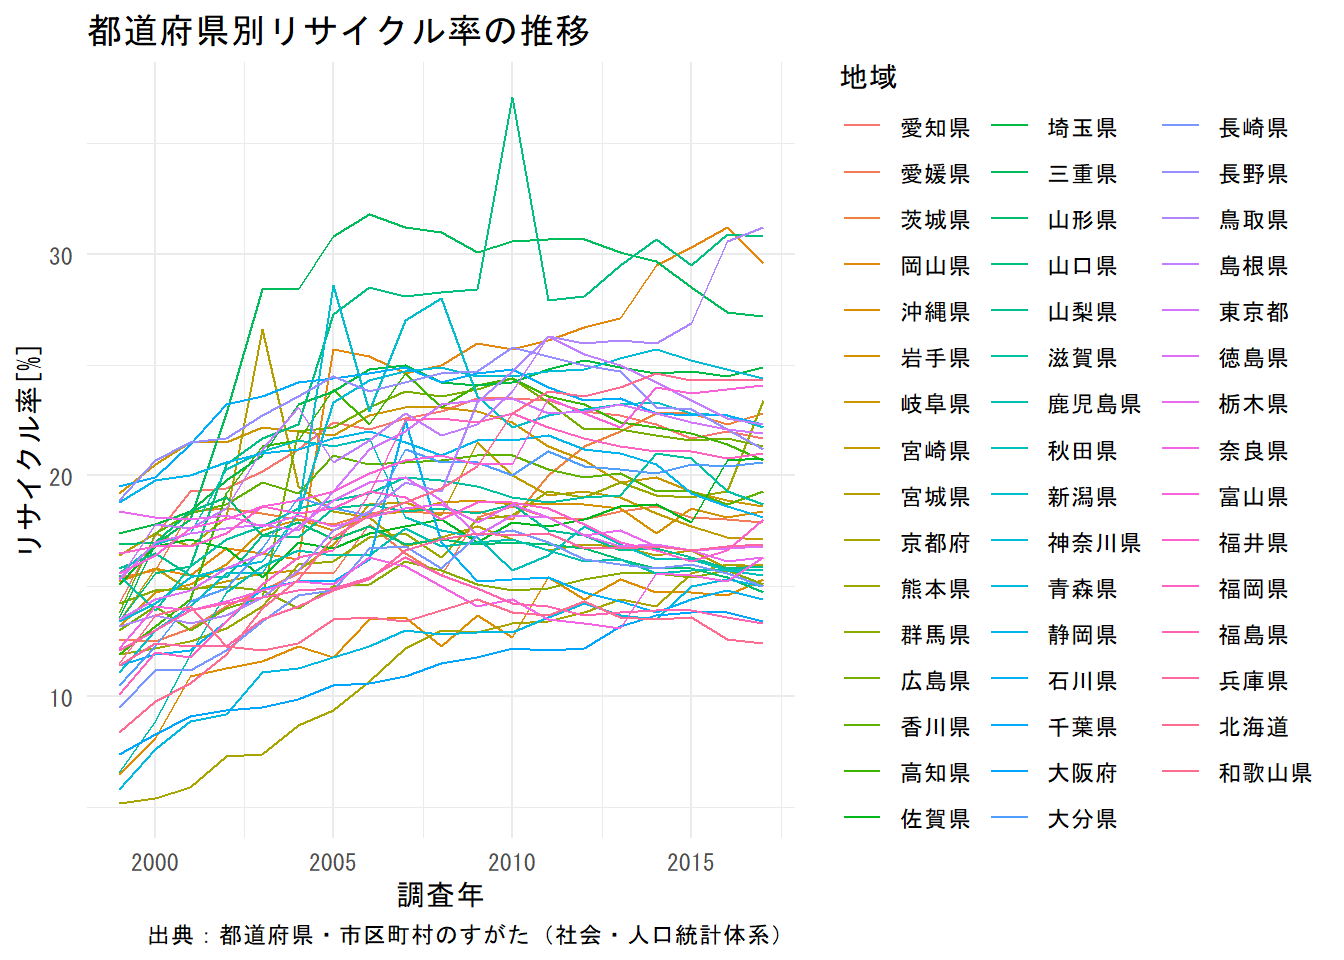 都道府県別リサイクル率の推移
リサイクル率[%]
30
20
10
2000 2005 2010 2015
調査年
出典：都道府県・市区町村のすがた（社会・人口統計体系）
地域
愛知県 埼玉県 長崎県
愛媛県 三重県 長野県
茨城県 山形県 鳥取県
岡山県 山口県 島根県
沖縄県 山梨県 東京都
岩手県 滋賀県 徳島県
岐阜県 鹿児島県 栃木県
宮崎県 秋田県 奈良県
宮城県 新潟県 富山県
京都府 神奈川県 福井県
熊本県 青森県 福岡県
群馬県 静岡県 福島県
広島県 石川県 兵庫県
香川県 千葉県 北海道
高知県 大阪府 和歌山県
佐賀県 大分県